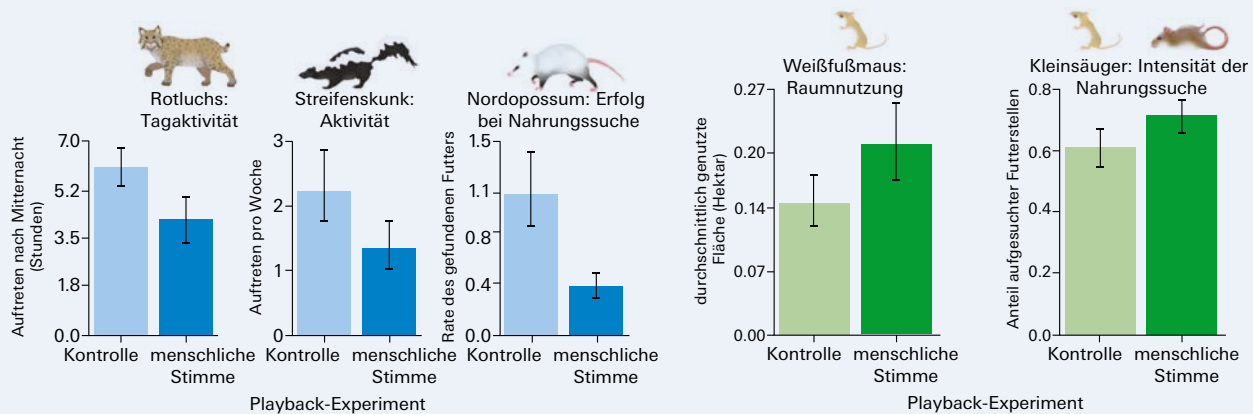 Rotluchs:
Tagaktivität
Auftreten nach Mitternacht
(Stunden)
7.0
5.2
3.5
1.8
0.0
Kontrolle
menschliche
Stimme
Streifenskunk:
Aktivität
Auftreten pro Woche
3
2
1
0
Kontrolle
menschliche
Stimme
Nordopossum: Erfolg
bei Nahrungssuche
Rate des gefundenen Futters
1.5
1.1
0.8
0.4
0.0
Kontrolle
menschliche
Stimme
Playback-Experiment
Weißfußmaus:
Raumnutzung
durchschnittlich genutzte
Fläche (Hektar)
0.27
0.20
0.14
0.07
0.00
Kontrolle
menschliche
Stimme
Kleinsäuger: Intensität der
Nahrungssuche
Anteil aufgesuchter Futterstellen
0.8
0.6
0.4
0.2
0.0
Kontrolle
menschliche
Stimme
Playback-Experiment